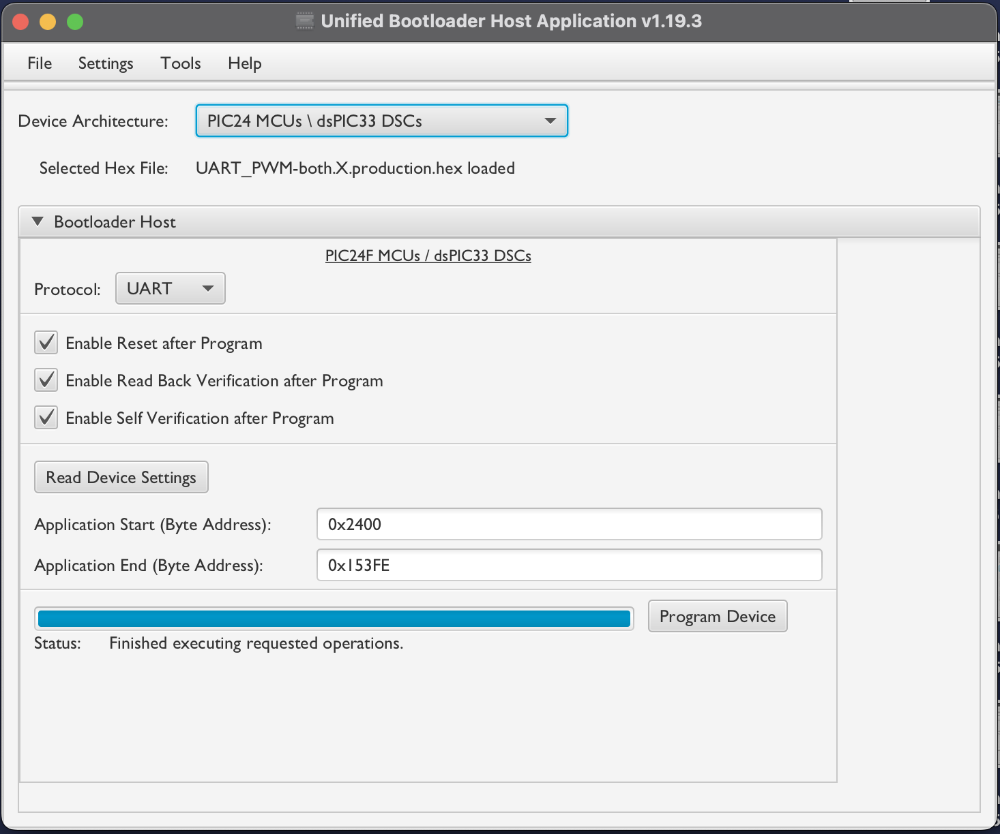 Unified Bootloader Host Application v1.19.3
File Settings Tools Help
Device Architecture: PIC24 MCUs \ dsPIC33 DSCs
Selected Hex File: UART_PWM-both.X.production.hex loaded
Bootloader Host
PIC24F MCUs / dsPIC33 DSCs
Protocol: UART
Enable Reset after Program
Enable Read Back Verification after Program
Enable Self Verification after Program
Read Device Settings
Application Start (Byte Address): 0x2400
Application End (Byte Address): 0x153FE
Program Device
Status: Finished executing requested operations.